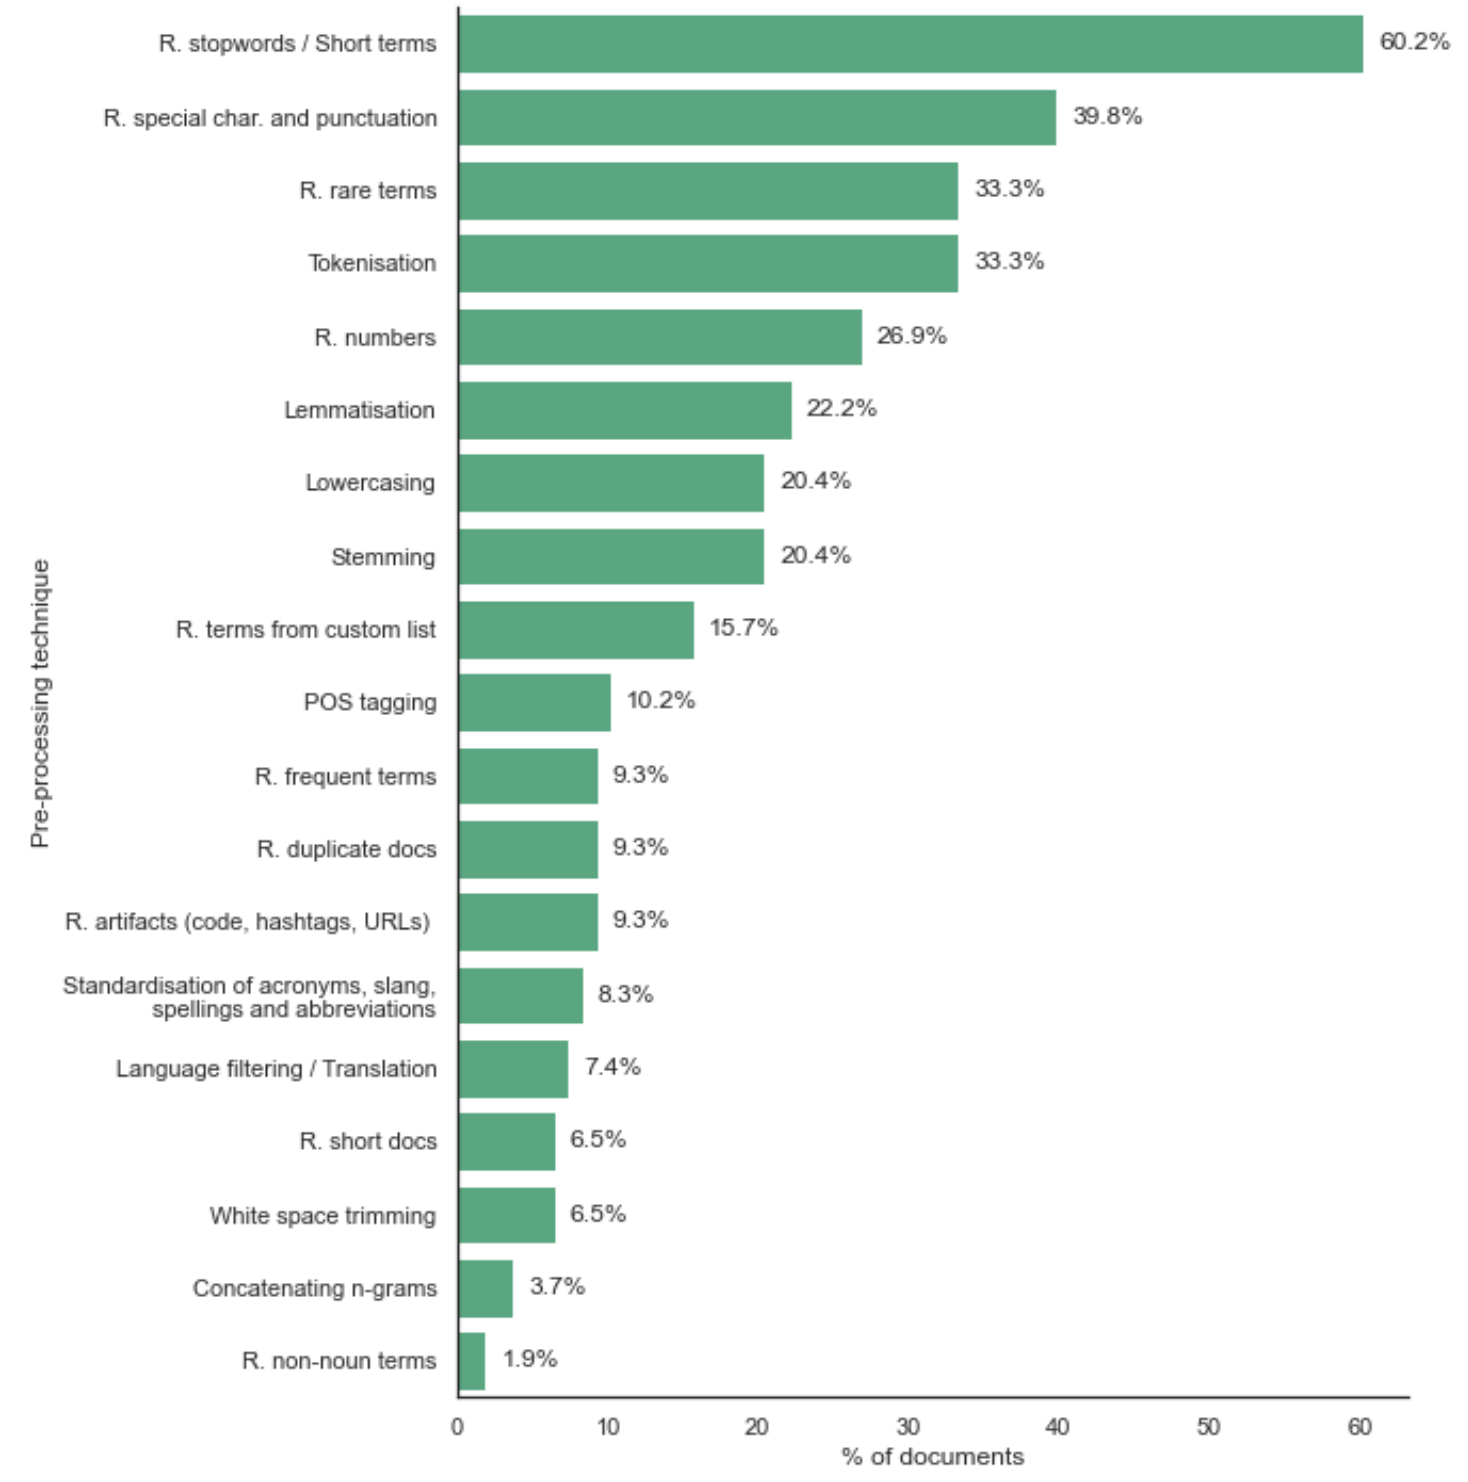 R. stopwords / Short terms 60.2%
R. special char. and punctuation 39.8%
R. rare terms 33.3%
Tokenisation 33.3%
R. numbers 26.9%
Lemmatisation 22.2%
Lowercasing 20.4%
Stemming 20.4%
R. terms from custom list 15.7%
POS tagging 10.2%
R. frequent terms 9.3%
R. duplicate docs 9.3%
R. artifacts (code, hashtags, URLs) 9.3%
Standardisation of acronyms, slang,
spellings and abbreviations 8.3%
Language filtering / Translation 7.4%
R. short docs 6.5%
White space trimming 6.5%
Concatenating n-grams 3.7%
R. non-noun terms 1.9%
Pre-processing technique
0 10 20 30 40 50 60
% of documents